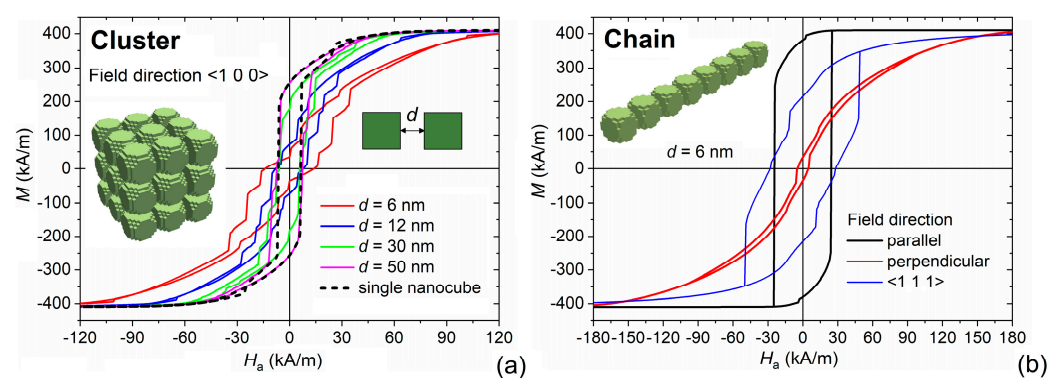 Cluster
Field direction <1 0 0>
d
d = 6 nm
d = 12 nm
d = 30 nm
d = 50 nm
single nanocube
400
300
200
100
0
-100
-200
-300
-400
M (kA/m)
-120 -90 -60 -30 0 30 60 90 120
Ha (kA/m)
(a)
Chain
d = 6 nm
Field direction
parallel
perpendicular
<1 1 1>
400
300
200
100
0
-100
-200
-300
-400
M (kA/m)
-180 -150 -120 -90 -60 -30 0 30 60 90 120 150 180
Ha (kA/m)
(b)